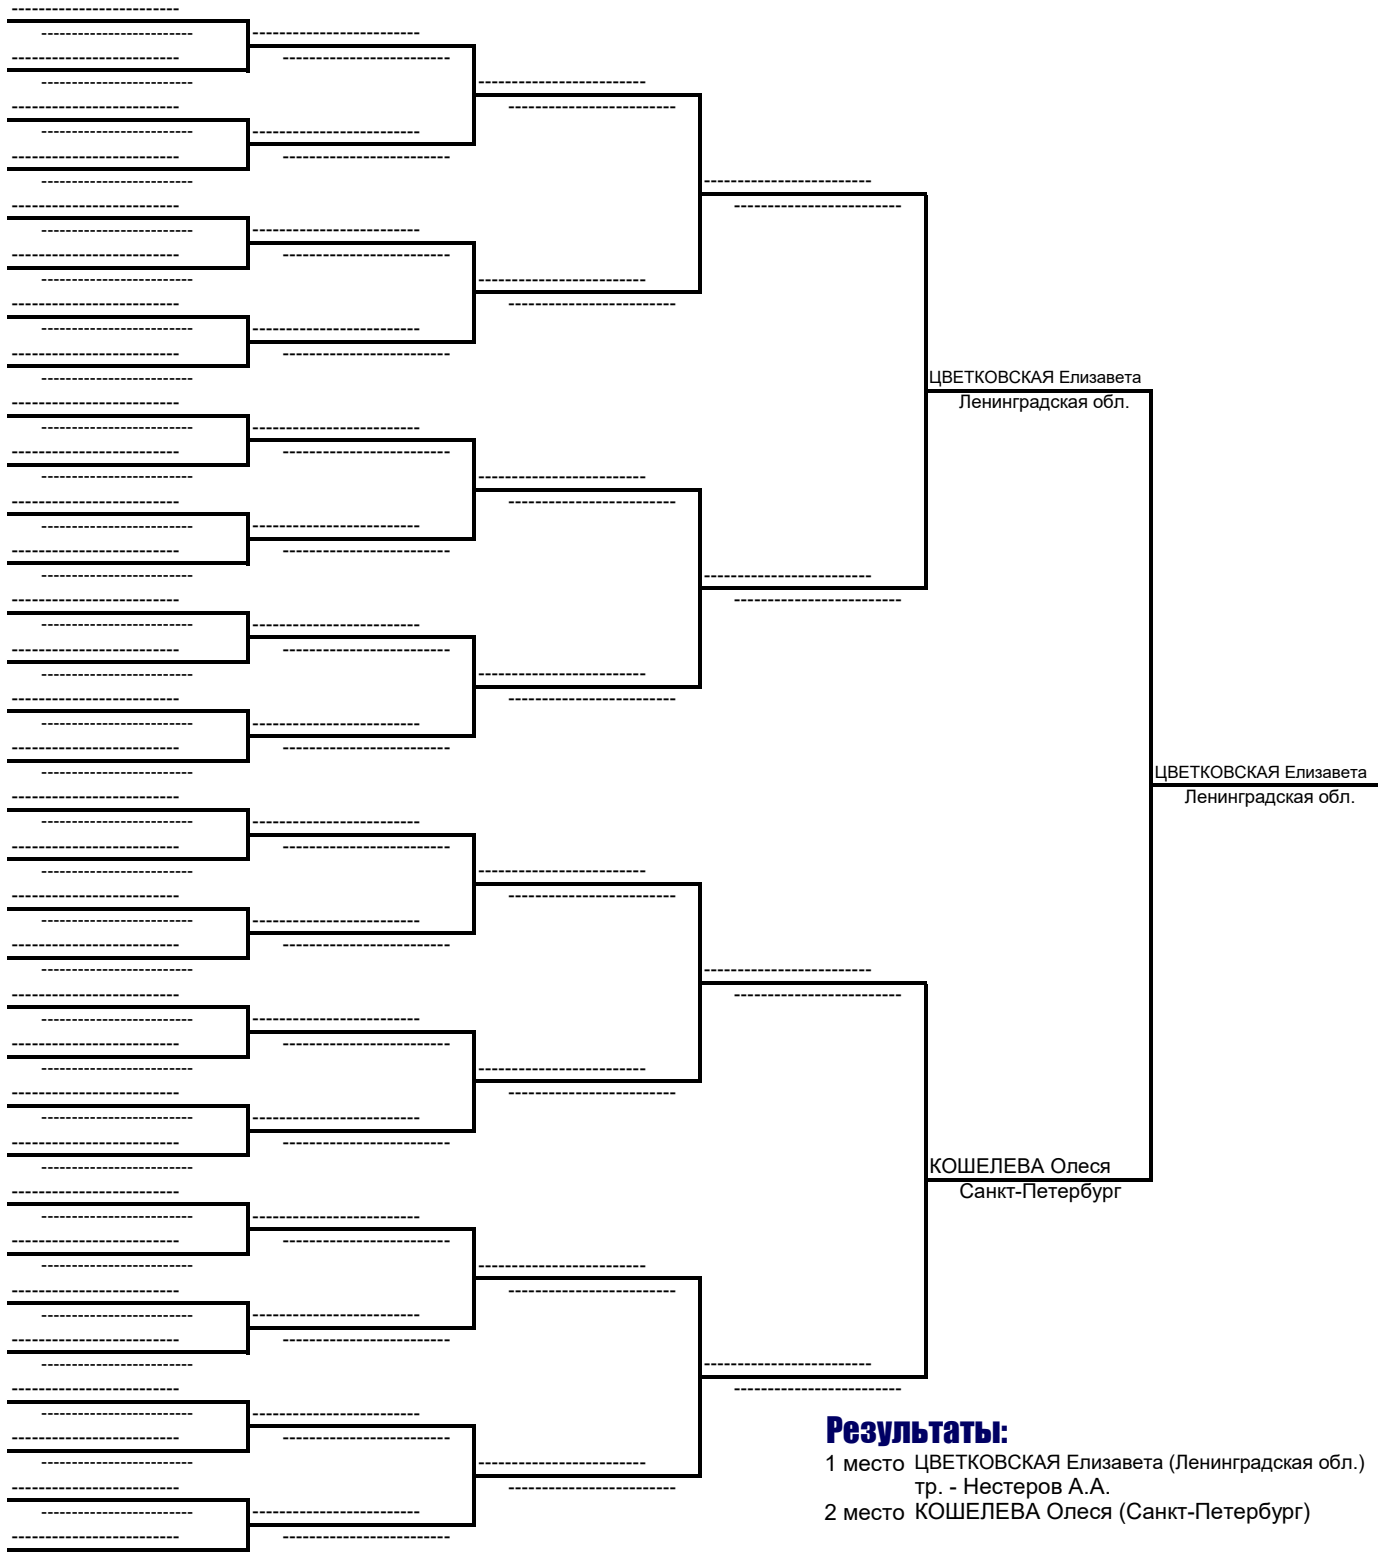 ЦВЕТКОВСКАЯ Елизавета
Ленинградская обл.
ЦВЕТКОВСКАЯ Елизавета
Ленинградская обл.
КОШЕЛЕВА Олеся
Санкт-Петербург
Результаты:
1 место ЦВЕТКОВСКАЯ Елизавета (Ленинградская обл.)
тр. - Нестеров А.А.
2 место КОШЕЛЕВА Олеся (Санкт-Петербург)